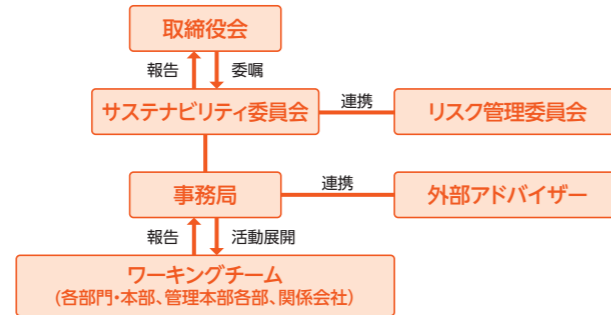 取締役会
報告
委嘱
サステナビリティ委員会
連携
リスク管理委員会
事務局
連携
外部アドバイザー
報告
活動展開
ワーキングチーム
(各部門・本部、管理本部各部、関係会社)